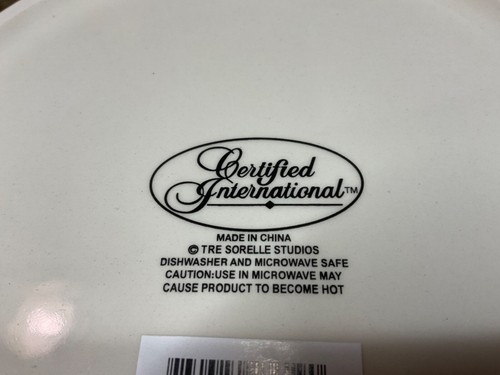 Certified
International™
MADE IN CHINA
© TRE SORELLE STUDIOS
DISHWASHER AND MICROWAVE SAFE
CAUTION:USE IN MICROWAVE MAY
CAUSE PRODUCT TO BECOME HOT